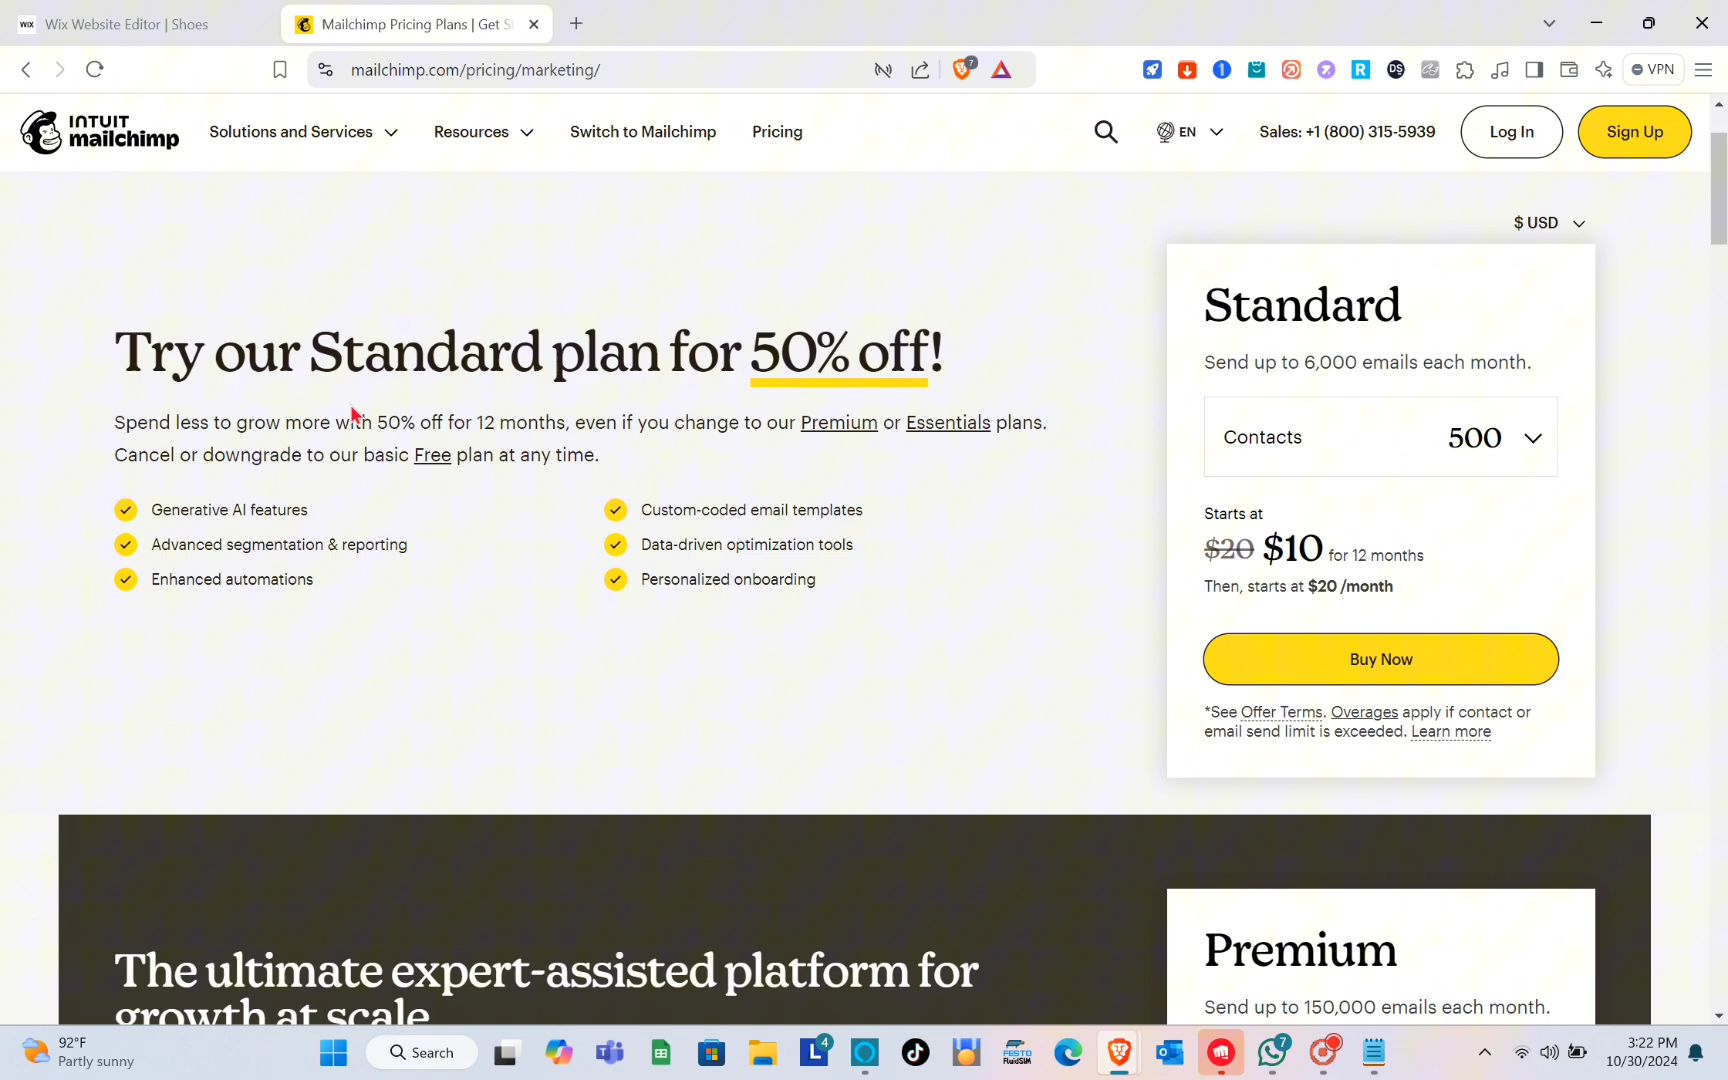 WIX Wix Website Editor | Shoes
Mailchimp Pricing Plans | Get S
mailchimp.com/pricing/marketing/
7
VPN
INTUIT
mailchimp
Solutions and Services
Resources
Switch to Mailchimp
Pricing
EN
Sales: +1 (800) 315-5939
Log In
Sign Up
$ USD
Try our Standard plan for 50% off!
Spend less to grow more with 50% off for 12 months, even if you change to our Premium or Essentials plans.
Cancel or downgrade to our basic Free plan at any time.
Generative AI features
Advanced segmentation & reporting
Enhanced automations
Custom-coded email templates
Data-driven optimization tools
Personalized onboarding
Standard
Send up to 6,000 emails each month.
Contacts 500
Starts at
$20 $10 for 12 months
Then, starts at $20 /month
Buy Now
*See Offer Terms. Overages apply if contact or
email send limit is exceeded. Learn more
The ultimate expert-assisted platform for
growth at scale
Premium
Send up to 150,000 emails each month.
92°F
Partly sunny
Search
L 4
FESTO
FluidSIM
7
3:22 PM
10/30/2024